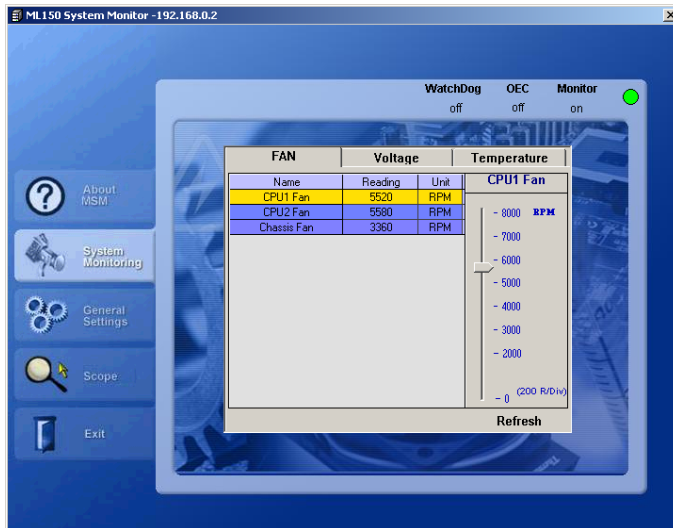 ML150 System Monitor -192.168.0.2
WatchDog OEC Monitor
off off on
About
MSM
System
Monitoring
General
Settings
Scope
Exit
FAN Voltage Temperature
Name Reading Unit
CPU1 Fan 5520 RPM
CPU2 Fan 5580 RPM
Chassis Fan 3360 RPM
CPU1 Fan
- 8000 RPM
- 7000
- 6000
- 5000
- 4000
- 3000
- 2000
- 0 (200 R/Div)
Refresh